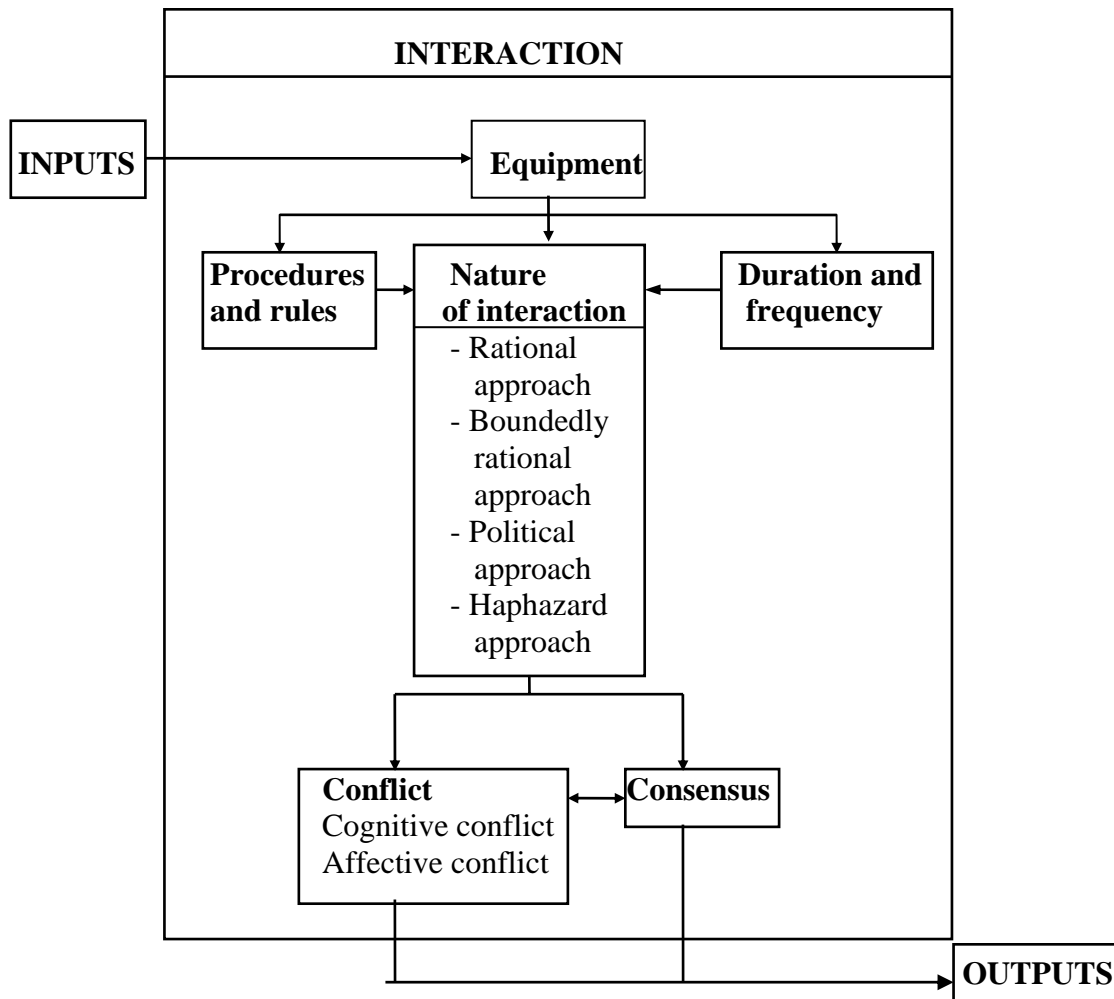 INTERACTION
INPUTS
Equipment
Procedures
and rules
Nature
of interaction
- Rational
approach
- Boundedly
rational
approach
- Political
approach
- Haphazard
approach
Duration and
frequency
Conflict
Cognitive conflict
Affective conflict
Consensus
OUTPUTS